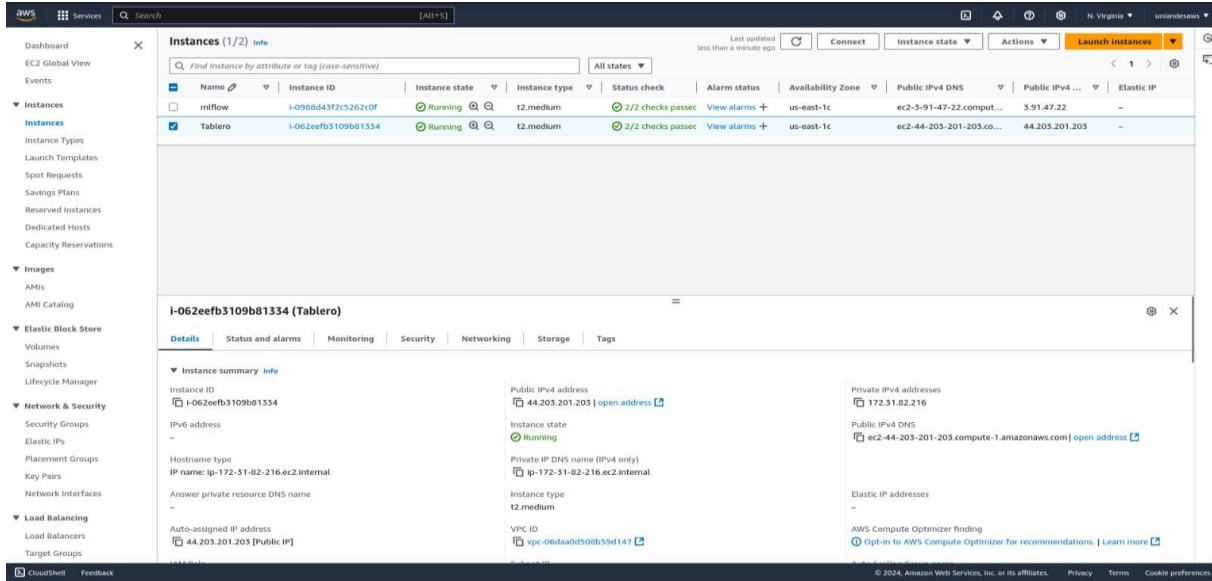 aws Services Search [Alt+S] N. Virginia uniandesaws
Dashboard
EC2 Global View
Events
Instances
Instances
Instance Types
Launch Templates
Spot Requests
Savings Plans
Reserved Instances
Dedicated Hosts
Capacity Reservations
Images
AMIs
AMI Catalog
Elastic Block Store
Volumes
Snapshots
Lifecycle Manager
Network & Security
Security Groups
Elastic IPs
Placement Groups
Key Pairs
Network Interfaces
Load Balancing
Load Balancers
Target Groups
Instances (1/2) Info
Last updated
less than a minute ago
Connect Instance state Actions Launch instances
Find Instance by attribute or tag (case-sensitive) All states 1
Name Instance ID Instance state Instance type Status check Alarm status Availability Zone Public IPv4 DNS Public IPv4 ... Elastic IP
mlflow i-0988d43f2c5262c0f Running t2.medium 2/2 checks passec View alarms + us-east-1c ec2-3-91-47-22.comput... 3.91.47.22 –
Tablero i-062eefb3109b81334 Running t2.medium 2/2 checks passec View alarms + us-east-1c ec2-44-203-201-203.co... 44.203.201.203 –
i-062eefb3109b81334 (Tablero)
Details Status and alarms Monitoring Security Networking Storage Tags
Instance summary Info
Instance ID
i-062eefb3109b81334
Public IPv4 address
44.203.201.203 | open address
Private IPv4 addresses
172.31.82.216
IPv6 address
–
Instance state
Running
Public IPv4 DNS
ec2-44-203-201-203.compute-1.amazonaws.com | open address
Hostname type
IP name: ip-172-31-82-216.ec2.internal
Private IP DNS name (IPv4 only)
ip-172-31-82-216.ec2.internal
Answer private resource DNS name
–
Instance type
t2.medium
Elastic IP addresses
–
Auto-assigned IP address
44.203.201.203 [Public IP]
VPC ID
vpc-06daa0d508b59d147
AWS Compute Optimizer finding
Opt-in to AWS Compute Optimizer for recommendations. | Learn more
CloudShell Feedback © 2024, Amazon Web Services, Inc. or its affiliates. Privacy Terms Cookie preferences